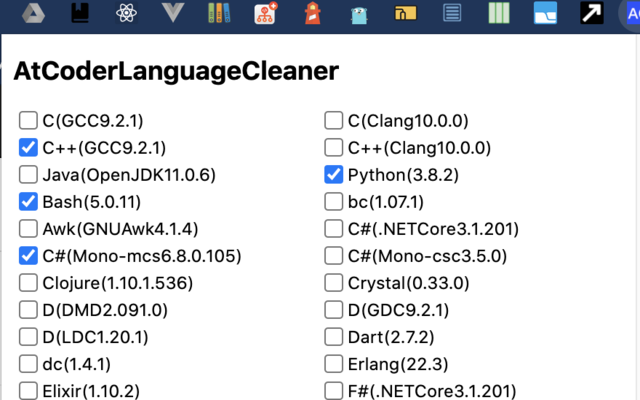 AtCoderLanguageCleaner
C(GCC9.2.1) C(Clang10.0.0)
C++(GCC9.2.1) C++(Clang10.0.0)
Java(OpenJDK11.0.6) Python(3.8.2)
Bash(5.0.11) bc(1.07.1)
Awk(GNUAwk4.1.4) C#(.NETCore3.1.201)
C#(Mono-mcs6.8.0.105) C#(Mono-csc3.5.0)
Clojure(1.10.1.536) Crystal(0.33.0)
D(DMD2.091.0) D(GDC9.2.1)
D(LDC1.20.1) Dart(2.7.2)
dc(1.4.1) Erlang(22.3)
Elixir(1.10.2) F#(.NETCore3.1.201)